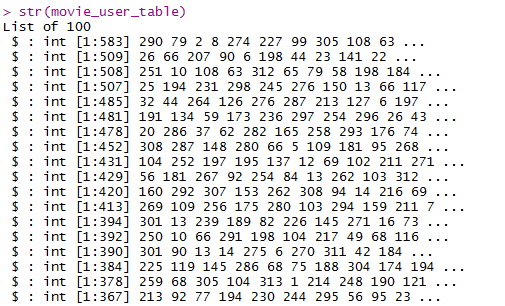 > str(movie_user_table)
List of 100
 $ : int [1:583] 290 79 2 8 274 227 99 305 108 63 ...
 $ : int [1:509] 26 66 207 90 6 198 44 23 141 22 ...
 $ : int [1:508] 251 10 108 63 312 65 79 58 198 184 ...
 $ : int [1:507] 25 194 231 298 245 276 150 13 66 117 ...
 $ : int [1:485] 32 44 264 126 276 287 213 127 6 197 ...
 $ : int [1:481] 191 134 59 173 236 297 254 296 26 43 ...
 $ : int [1:478] 20 286 37 62 282 165 258 293 176 74 ...
 $ : int [1:452] 308 287 148 280 66 5 109 181 95 268 ...
 $ : int [1:431] 104 252 197 195 137 12 69 102 211 271 ...
 $ : int [1:429] 56 181 267 92 254 84 13 262 103 312 ...
 $ : int [1:420] 160 292 307 153 262 308 94 14 216 69 ...
 $ : int [1:413] 269 109 256 175 280 103 294 159 211 7 ...
 $ : int [1:394] 301 13 239 189 82 226 145 271 16 73 ...
 $ : int [1:392] 250 10 66 291 198 104 217 49 68 116 ...
 $ : int [1:390] 301 90 13 14 275 6 270 311 42 184 ...
 $ : int [1:384] 225 119 145 286 68 75 188 304 174 194 ...
 $ : int [1:378] 259 68 305 104 313 1 214 248 190 121 ...
 $ : int [1:367] 213 92 77 194 230 244 295 56 95 23 ...